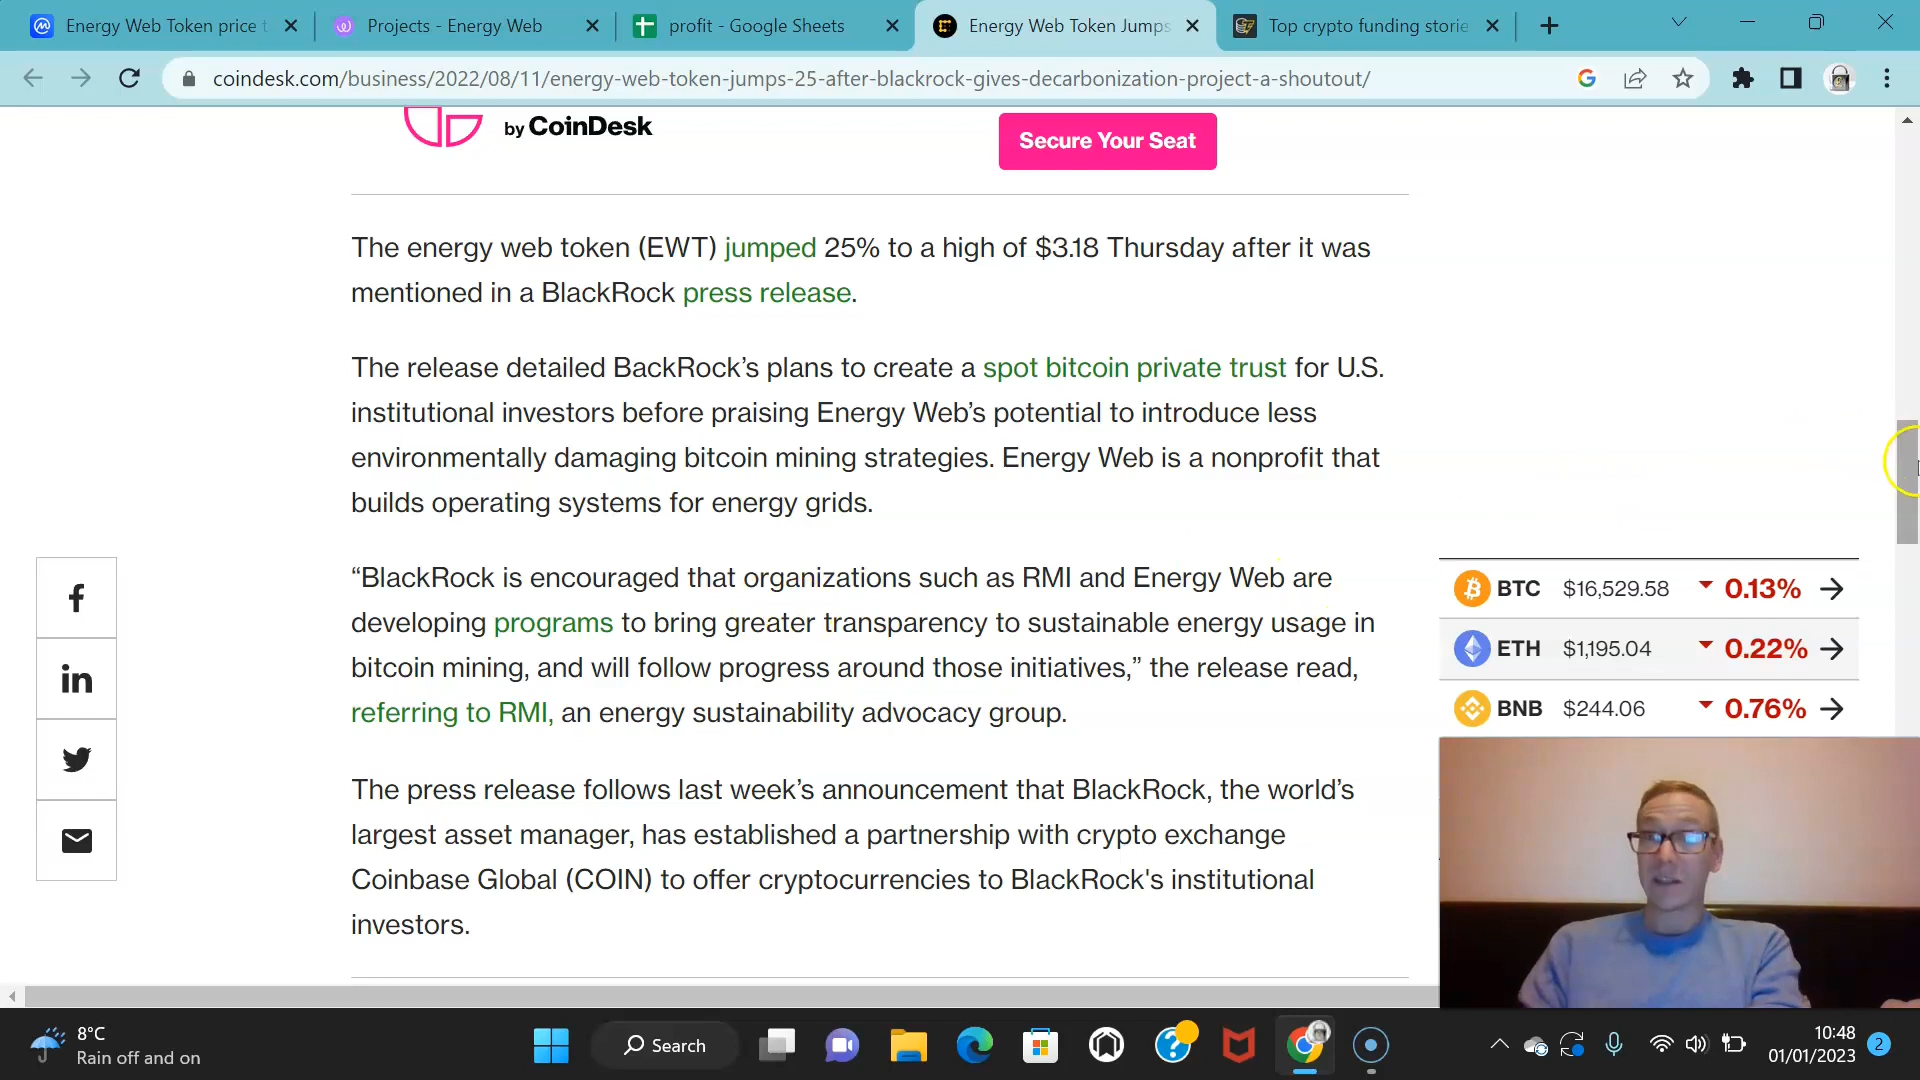 Energy Web Token price t
Projects - Energy Web
profit - Google Sheets
Energy Web Token Jumps
Top crypto funding storie
coindesk.com/business/2022/08/11/energy-web-token-jumps-25-after-blackrock-gives-decarbonization-project-a-shoutout/
by CoinDesk
Secure Your Seat
The energy web token (EWT) jumped 25% to a high of $3.18 Thursday after it was
mentioned in a BlackRock press release.
The release detailed BackRock’s plans to create a spot bitcoin private trust for U.S.
institutional investors before praising Energy Web’s potential to introduce less
environmentally damaging bitcoin mining strategies. Energy Web is a nonprofit that
builds operating systems for energy grids.
“BlackRock is encouraged that organizations such as RMI and Energy Web are
developing programs to bring greater transparency to sustainable energy usage in
bitcoin mining, and will follow progress around those initiatives,” the release read,
referring to RMI, an energy sustainability advocacy group.
The press release follows last week’s announcement that BlackRock, the world’s
largest asset manager, has established a partnership with crypto exchange
Coinbase Global (COIN) to offer cryptocurrencies to BlackRock's institutional
investors.
BTC $16,529.58 0.13%
ETH $1,195.04 0.22%
BNB $244.06 0.76%
8°C
Rain off and on
Search
10:48
01/01/2023
2